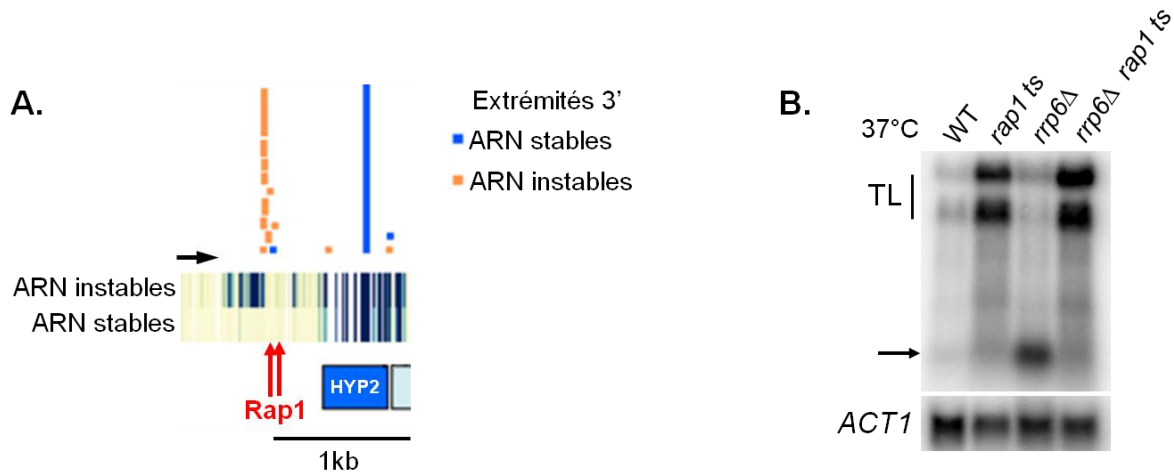 A.
Extrémités 3'
ARN stables
ARN instables
ARN instables
ARN stables
HYP2
Rap1
1kb
B.
37°C
WT
rap1 ts
rrp6Δ
rrp6Δ rap1 ts
TL
ACT1